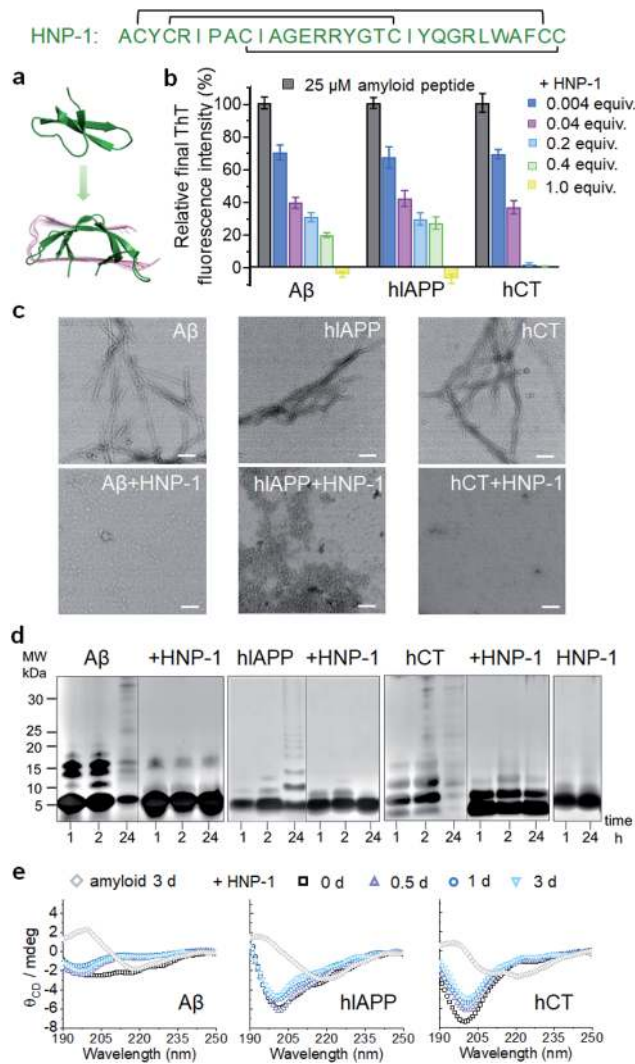 HNP-1: ACYCRIPACIAGERRYGTCIYQGRLWAFCC
a
b
25 µM amyloid peptide
+ HNP-1
0.004 equiv.
0.04 equiv.
0.2 equiv.
0.4 equiv.
1.0 equiv.
Relative final ThT
fluorescence intensity (%)
100
80
60
40
20
0
Aβ
hIAPP
hCT
c
Aβ
hIAPP
hCT
Aβ+HNP-1
hIAPP+HNP-1
hCT+HNP-1
d
Aβ +HNP-1 hIAPP +HNP-1 hCT +HNP-1 HNP-1
MW
kDa
30
25
20
15
10
5
1 2 24 1 2 24 1 2 24 1 2 24 1 2 24 1 2 24 1 24
time
h
e
amyloid 3 d + HNP-1 0 d 0.5 d 1 d 3 d
θCD / mdeg
4
2
0
-2
-4
-6
-8
Aβ
hIAPP
hCT
190 205 220 235 250
190 205 220 235 250
190 205 220 235 250
Wavelength (nm)
Wavelength (nm)
Wavelength (nm)